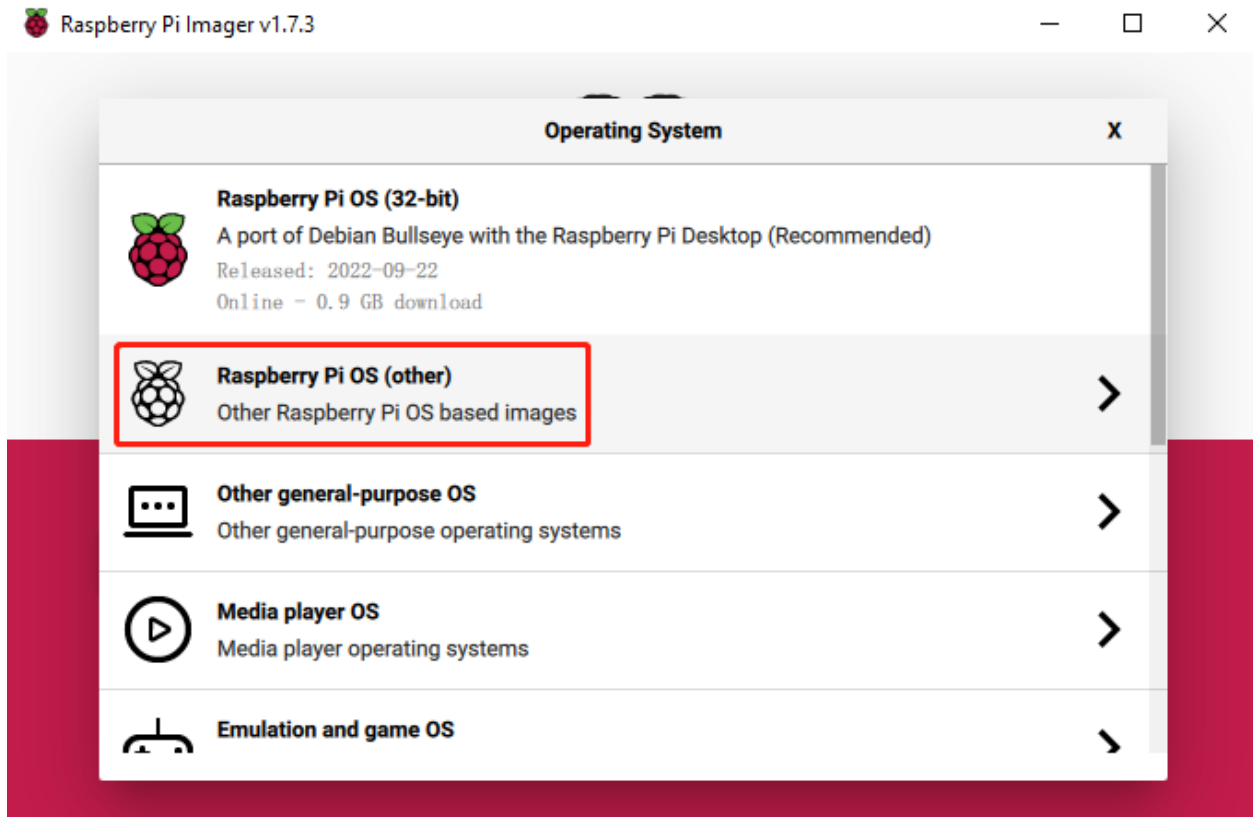 Raspberry Pi Imager v1.7.3
Operating System X
Raspberry Pi OS (32-bit)
A port of Debian Bullseye with the Raspberry Pi Desktop (Recommended)
Released: 2022-09-22
Online - 0.9 GB download
Raspberry Pi OS (other)
Other Raspberry Pi OS based images
Other general-purpose OS
Other general-purpose operating systems
Media player OS
Media player operating systems
Emulation and game OS